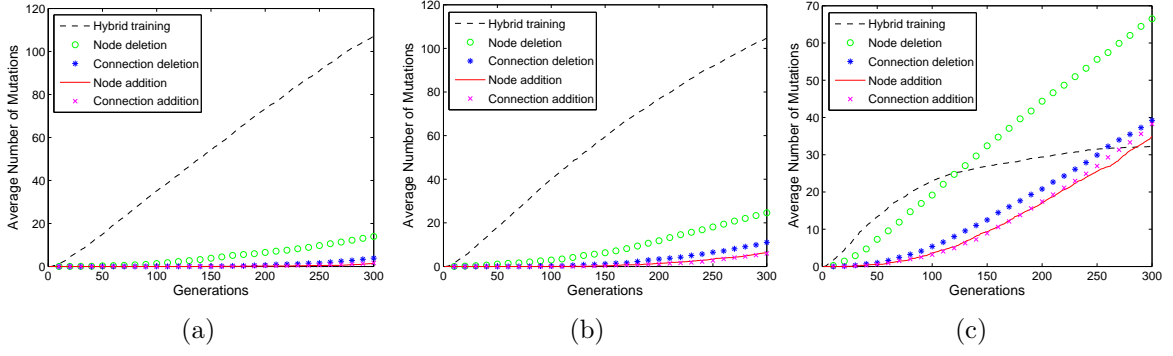 120
100
80
60
40
20
0
Average Number of Mutations
Hybrid training
Node deletion
Connection deletion
Node addition
Connection addition
0 50 100 150 200 250 300
Generations
(a)
120
100
80
60
40
20
0
Average Number of Mutations
Hybrid training
Node deletion
Connection deletion
Node addition
Connection addition
50 100 150 200 250 300
Generations
(b)
70
60
50
40
30
20
10
0
Average Number of Mutations
Hybrid training
Node deletion
Connection deletion
Node addition
Connection addition
50 100 150 200 250 300
Generations
(c)